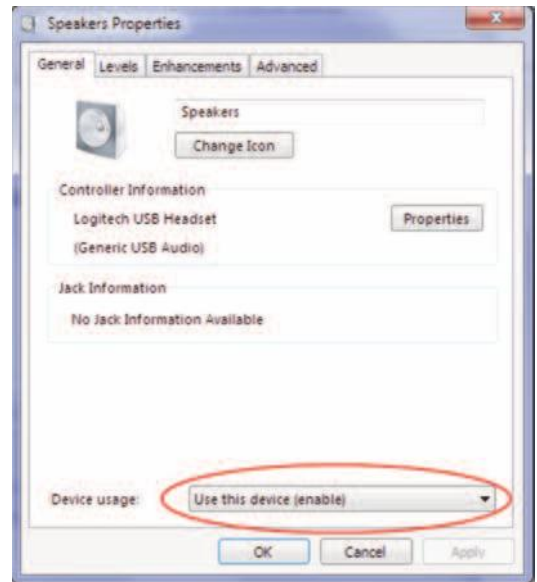 Speakers Properties
General Levels Enhancements Advanced
Speakers
Change Icon
Controller Information
Logitech USB Headset
Properties
(Generic USB Audio)
Jack Information
No Jack Information Available
Device usage: Use this device (enable)
OK Cancel Apply